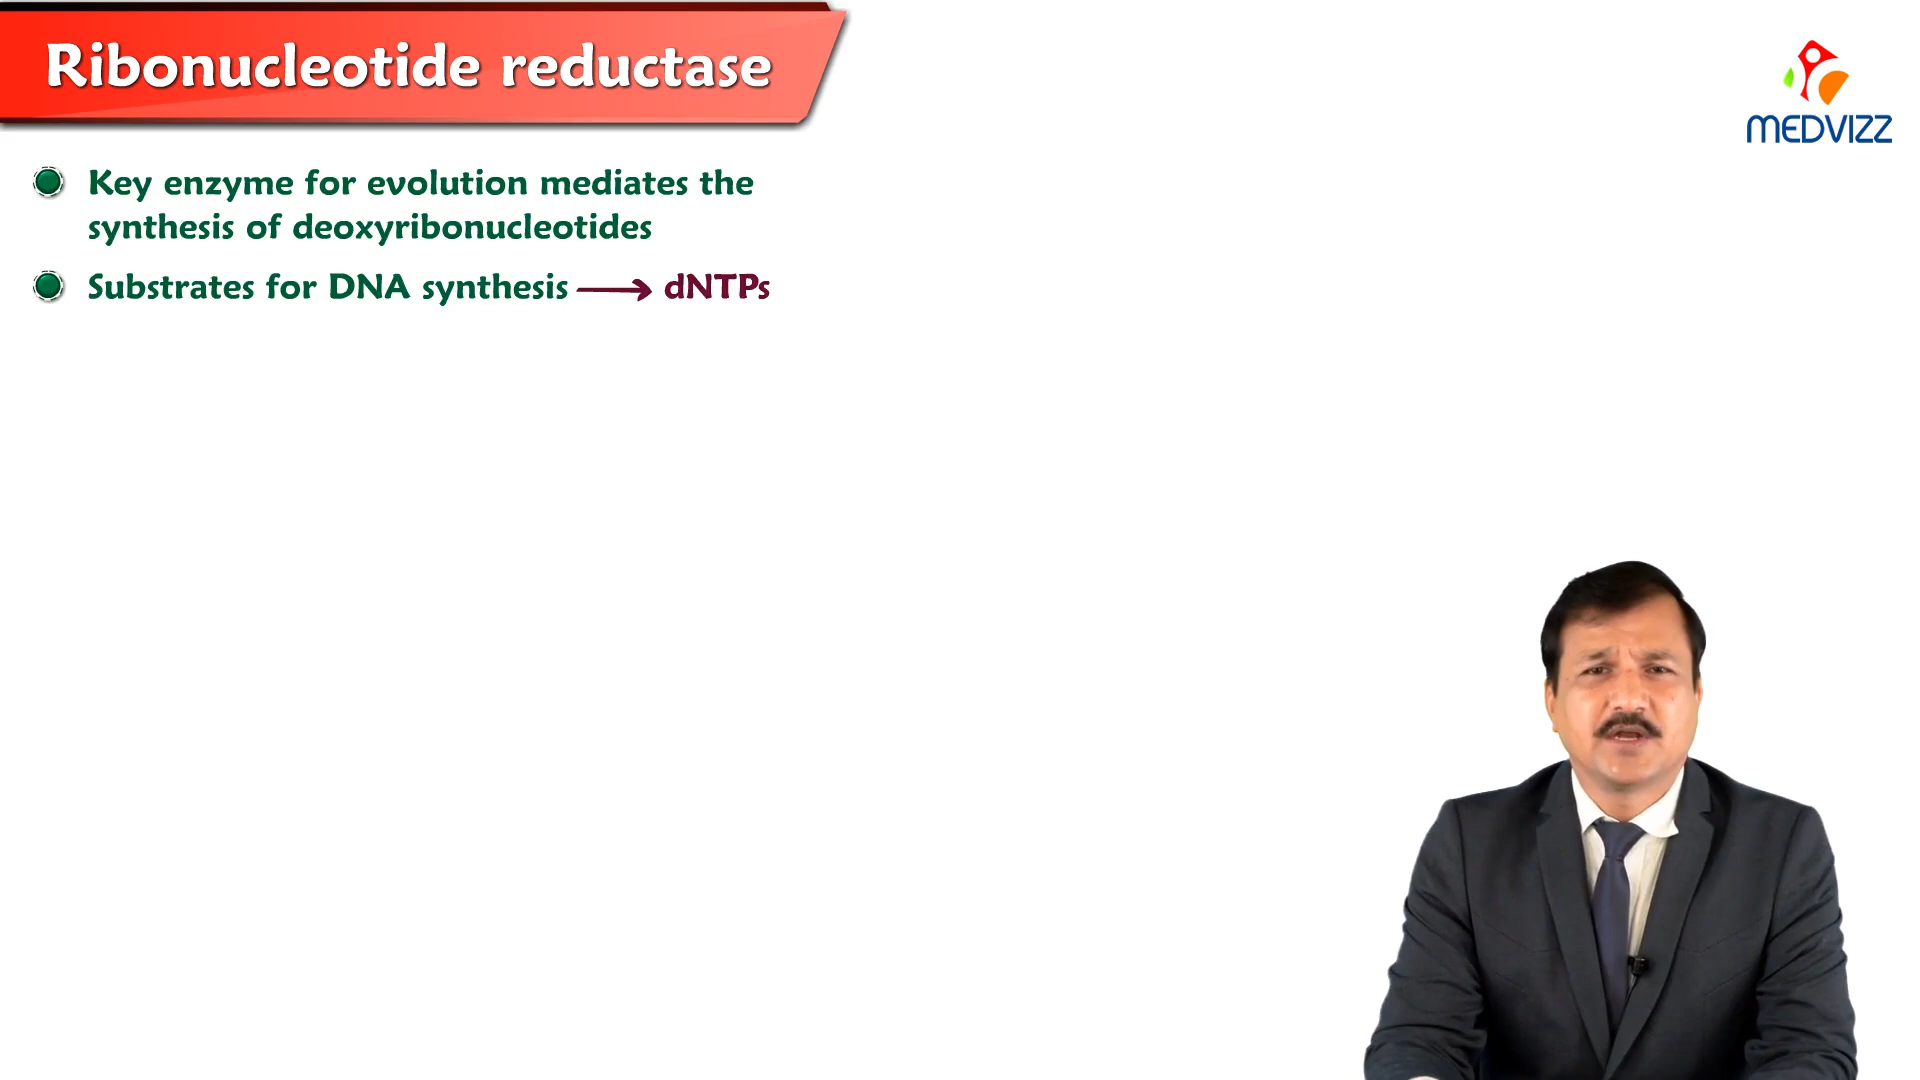 Ribonucleotide reductase
MEDVIZZ
Key enzyme for evolution mediates the
synthesis of deoxyribonucleotides
Substrates for DNA synthesis → dNTPs